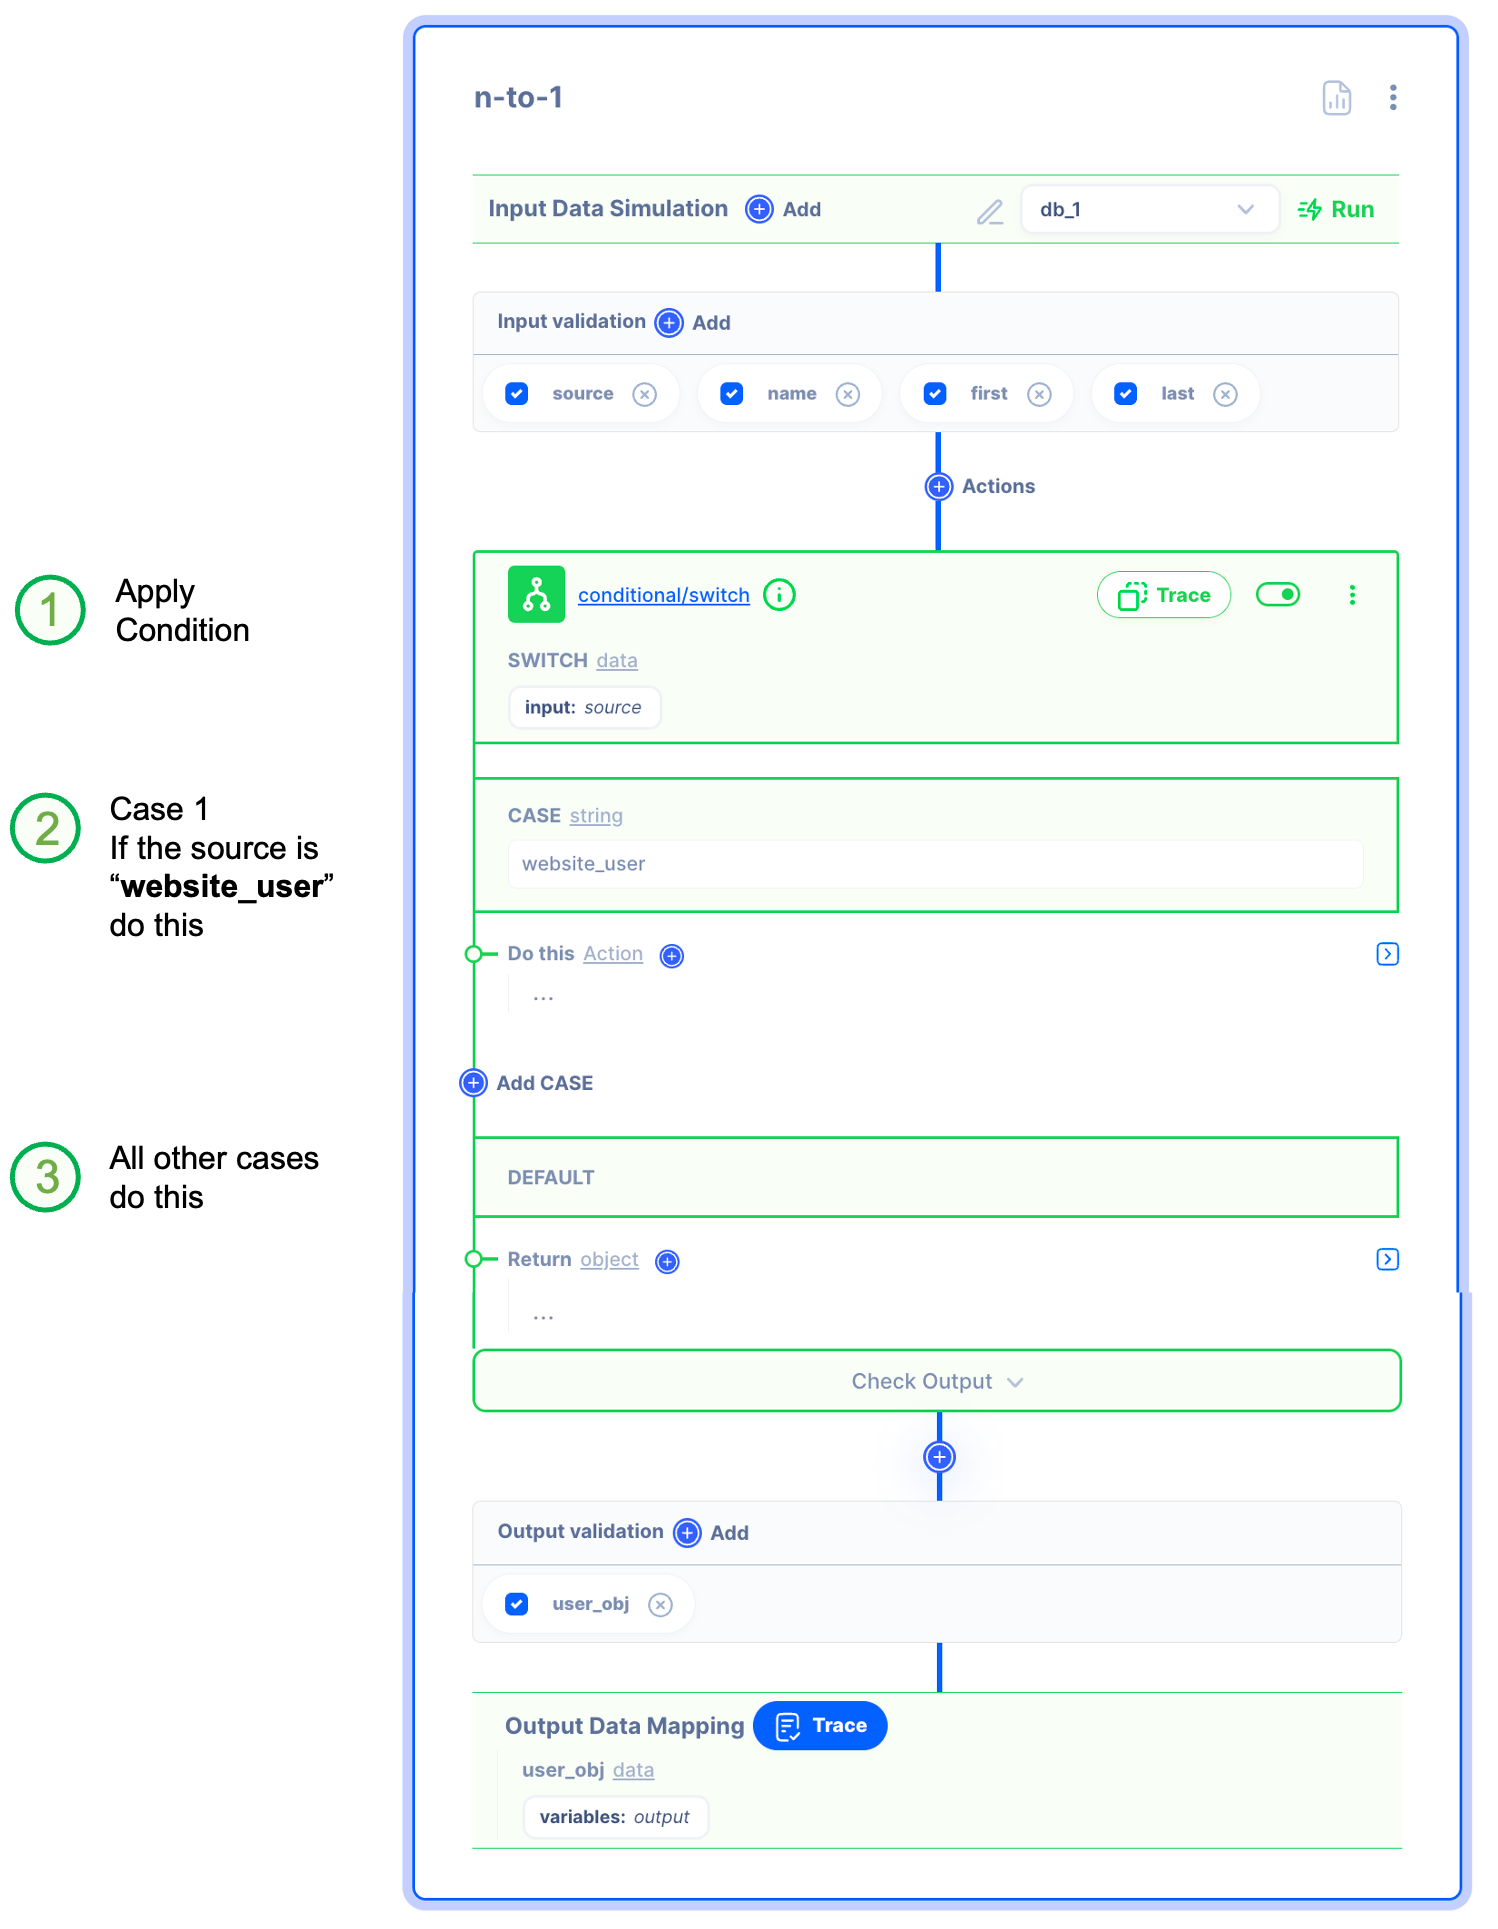 n-to-1
Input Data Simulation Add db_1 Run
Input validation Add
source name first last
Actions
1 Apply
Condition
conditional/switch Trace
SWITCH data
input: source
2 Case 1
If the source is
“website_user”
do this
CASE string
website_user
Do this Action
...
Add CASE
3 All other cases
do this
DEFAULT
Return object
...
Check Output
Output validation Add
user_obj
Output Data Mapping Trace
user_obj data
variables: output